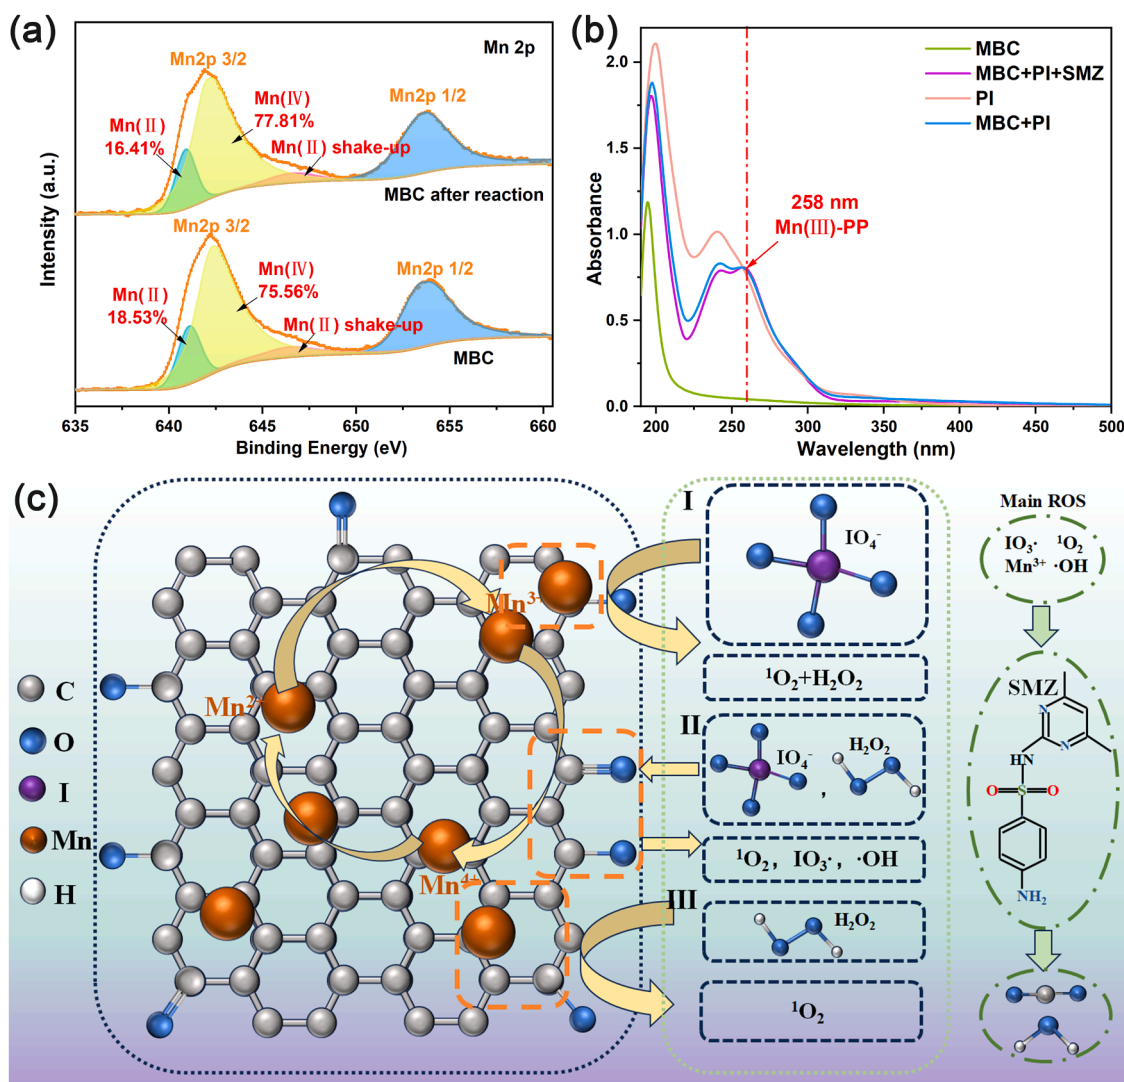 (a)
Mn 2p
Mn2p 3/2
Mn(Ⅳ)
77.81%
Mn2p 1/2
Mn(Ⅱ)
16.41%
Mn(Ⅱ) shake-up
MBC after reaction
Mn2p 3/2
Mn(Ⅳ)
75.56%
Mn2p 1/2
Mn(Ⅱ)
18.53%
Mn(Ⅱ) shake-up
MBC
Intensity (a.u.)
635 640 645 650 655 660
Binding Energy (eV)
(b)
MBC
MBC+PI+SMZ
PI
MBC+PI
258 nm
Mn(Ⅲ)-PP
2.0
1.5
1.0
0.5
0.0
Absorbance
200 250 300 350 400 450 500
Wavelength (nm)
(c)
C
O
I
Mn
H
Mn³⁺
Mn²⁺
Mn⁴⁺
I
IO₄⁻
¹O₂+H₂O₂
II
IO₄⁻
,
H₂O₂
¹O₂, IO₃·, ·OH
III
H₂O₂
¹O₂
Main ROS
IO₃· ¹O₂
Mn³⁺ ·OH
SMZ
N
N
HN
O S O
NH₂